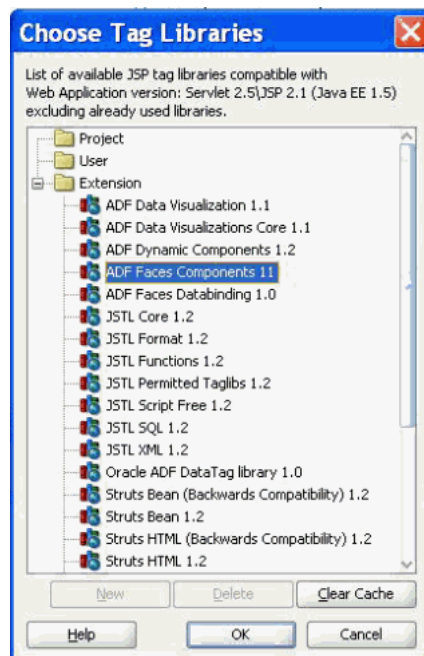 Choose Tag Libraries
List of available JSP tag libraries compatible with
Web Application version: Servlet 2.5\JSP 2.1 (Java EE 1.5)
excluding already used libraries.
Project
User
Extension
ADF Data Visualization 1.1
ADF Data Visualizations Core 1.1
ADF Dynamic Components 1.2
ADF Faces Components 11
ADF Faces Databinding 1.0
JSTL Core 1.2
JSTL Format 1.2
JSTL Functions 1.2
JSTL Permitted Taglibs 1.2
JSTL Script Free 1.2
JSTL SQL 1.2
JSTL XML 1.2
Oracle ADF DataTag library 1.0
Struts Bean (Backwards Compatibility) 1.2
Struts Bean 1.2
Struts HTML (Backwards Compatibility) 1.2
Struts HTML 1.2
New Delete Clear Cache
Help OK Cancel